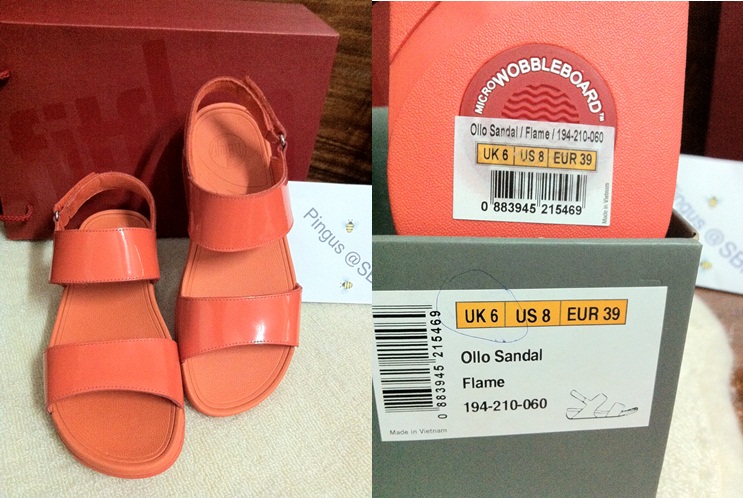 fitflop
Pingus @SB
MICROWOBBLEBOARD™
Ollo Sandal / Flame / 194-210-060
UK 6 US 8 EUR 39
0 883945 215469
Made in Vietnam
UK 6 US 8 EUR 39
Ollo Sandal
Flame
194-210-060
0 883945 215469
Made in Vietnam